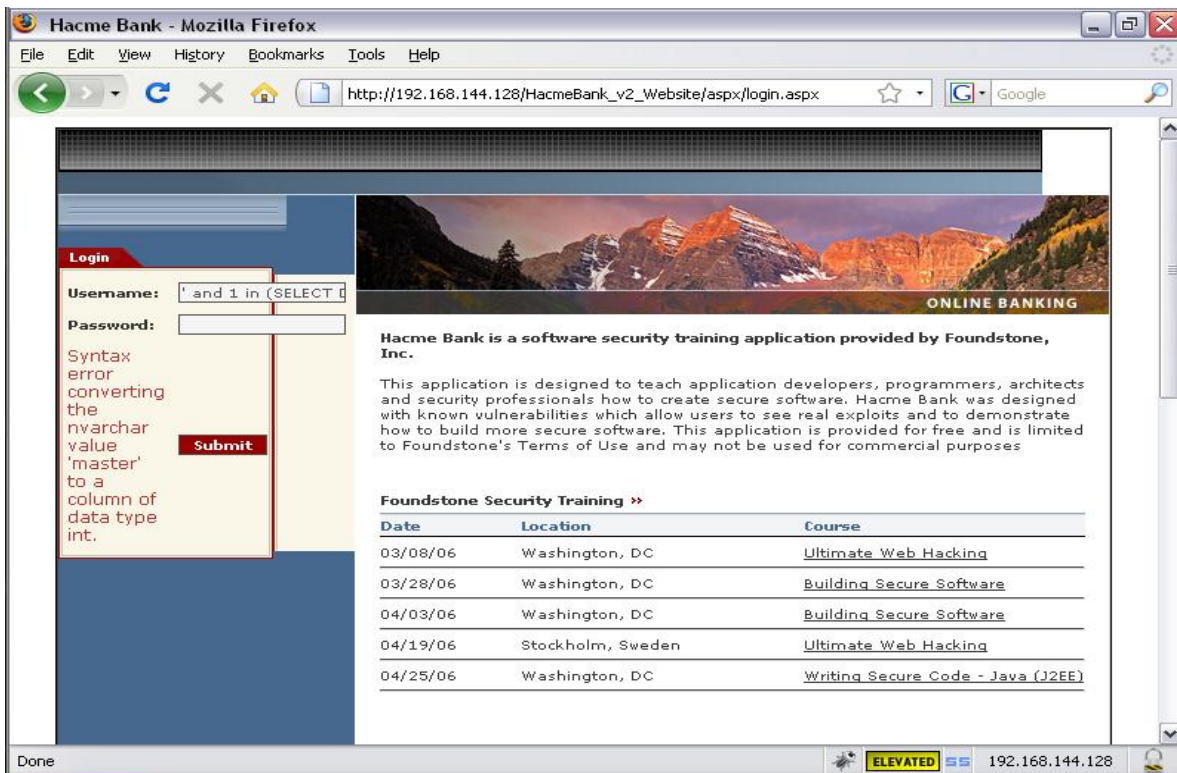 Hacme Bank - Mozilla Firefox
File Edit View History Bookmarks Tools Help
http://192.168.144.128/HacmeBank_v2_Website/aspx/login.aspx
G Google
Login
ONLINE BANKING
Username: ' and 1 in (SELECT
Password:
Syntax
error
converting
the
nvarchar
value
'master'
to a
column of
data type
int.
Submit
Hacme Bank is a software security training application provided by Foundstone,
Inc.
This application is designed to teach application developers, programmers, architects
and security professionals how to create secure software. Hacme Bank was designed
with known vulnerabilities which allow users to see real exploits and to demonstrate
how to build more secure software. This application is provided for free and is limited
to Foundstone's Terms of Use and may not be used for commercial purposes
Foundstone Security Training »
Date Location Course
03/08/06 Washington, DC Ultimate Web Hacking
03/28/06 Washington, DC Building Secure Software
04/03/06 Washington, DC Building Secure Software
04/19/06 Stockholm, Sweden Ultimate Web Hacking
04/25/06 Washington, DC Writing Secure Code - Java (J2EE)
Done ELEVATED SS 192.168.144.128